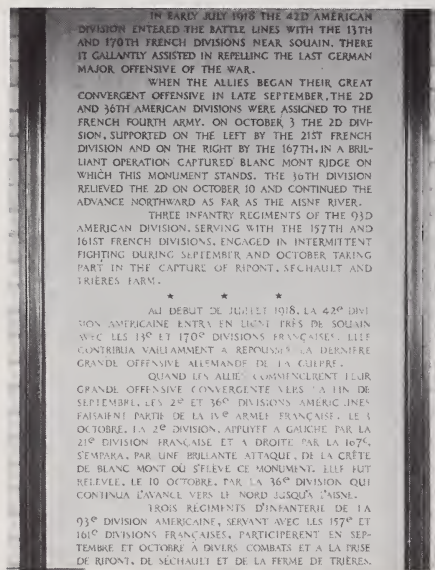 IN EARLY JULY 1918 THE 42D AMERICAN
DIVISION ENTERED THE BATTLE LINES WITH THE 13TH
AND 170TH FRENCH DIVISIONS NEAR SOUAIN. THERE
IT GALLANTLY ASSISTED IN REPELLING THE LAST GERMAN
MAJOR OFFENSIVE OF THE WAR.
WHEN THE ALLIES BEGAN THEIR GREAT
CONVERGENT OFFENSIVE IN LATE SEPTEMBER, THE 2D
AND 36TH AMERICAN DIVISIONS WERE ASSIGNED TO THE
FRENCH FOURTH ARMY. ON OCTOBER 3 THE 2D DIVI-
SION, SUPPORTED ON THE LEFT BY THE 21ST FRENCH
DIVISION AND ON THE RIGHT BY THE 167TH, IN A BRIL-
LIANT OPERATION CAPTURED BLANC MONT RIDGE ON
WHICH THIS MONUMENT STANDS. THE 36TH DIVISION
RELIEVED THE 2D ON OCTOBER 10 AND CONTINUED THE
ADVANCE NORTHWARD AS FAR AS THE AISNE RIVER.
THREE INFANTRY REGIMENTS OF THE 93D
AMERICAN DIVISION, SERVING WITH THE 157TH AND
161ST FRENCH DIVISIONS, ENGAGED IN INTERMITTENT
FIGHTING DURING SEPTEMBER AND OCTOBER TAKING
PART IN THE CAPTURE OF RIPONT, SECHAULT AND
TRIÈRES FARM.
★ ★ ★
AU DEBUT DE JUILLET 1918, LA 42e DIVI
SION AMERICAINE ENTRA EN LIGNE PRÈS DE SOUAIN
AVEC LES 13e ET 170e DIVISIONS FRANÇAISES. ELLE
CONTRIBUA VAILLAMMENT A REPOUSSER LA DERNIERE
GRANDE OFFENSIVE ALLEMANDE DE LA GUERRE.
QUAND LES ALLIES COMMENCERENT LEUR
GRANDE OFFENSIVE CONVERGENTE VERS LA FIN DE
SEPTEMBRE, LES 2e ET 36e DIVISIONS AMERICAINES
FAISAIENT PARTIE DE LA IVe ARMEE FRANÇAISE. LE 3
OCTOBRE, LA 2e DIVISION, APPUYEE A GAUCHE PAR LA
21e DIVISION FRANÇAISE ET A DROITE PAR LA 167e,
S'EMPARA, PAR UNE BRILLANTE ATTAQUE, DE LA CRÊTE
DE BLANC MONT OÙ S'ÉLÈVE CE MONUMENT. ELLE FUT
RELEVEE, LE 10 OCTOBRE, PAR LA 36e DIVISION QUI
CONTINUA L'AVANCE VERS LE NORD JUSQU'A L'AISNE.
TROIS REGIMENTS D'INFANTERIE DE LA
93e DIVISION AMERICAINE, SERVANT AVEC LES 157e ET
161e DIVISIONS FRANÇAISES, PARTICIPERENT EN SEP-
TEMBRE ET OCTOBRE À DIVERS COMBATS ET A LA PRISE
DE RIPONT, DE SÉCHAULT ET DE LA FERME DE TRIÈRES.